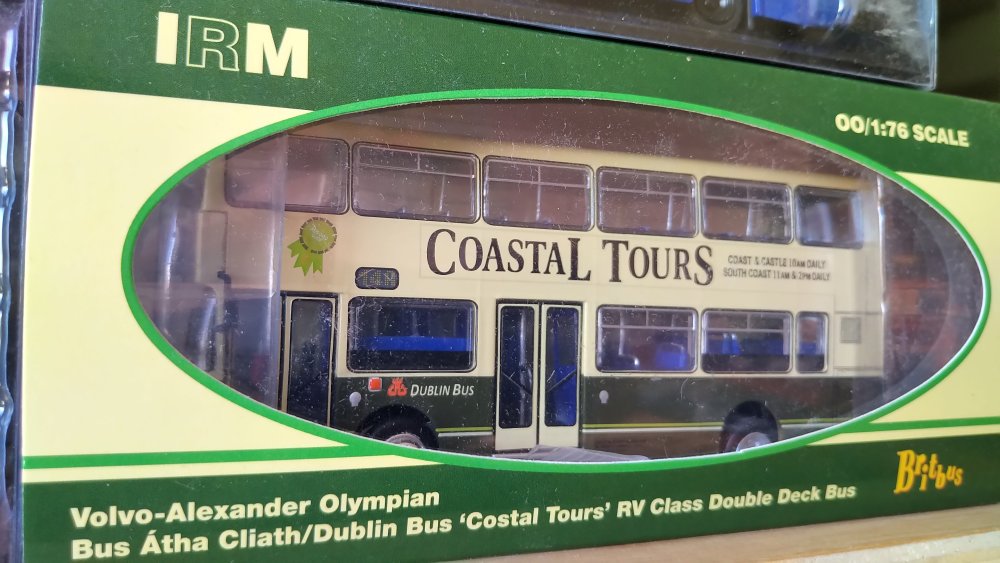 IRM
OO/1:76 SCALE
COASTAL TOURS
COAST & CASTLE 10AM DAILY
SOUTH COAST 11AM & 2PM DAILY
DUBLIN BUS
Britbus
Volvo-Alexander Olympian
Bus Átha Cliath/Dublin Bus ‘Costal Tours’ RV Class Double Deck Bus